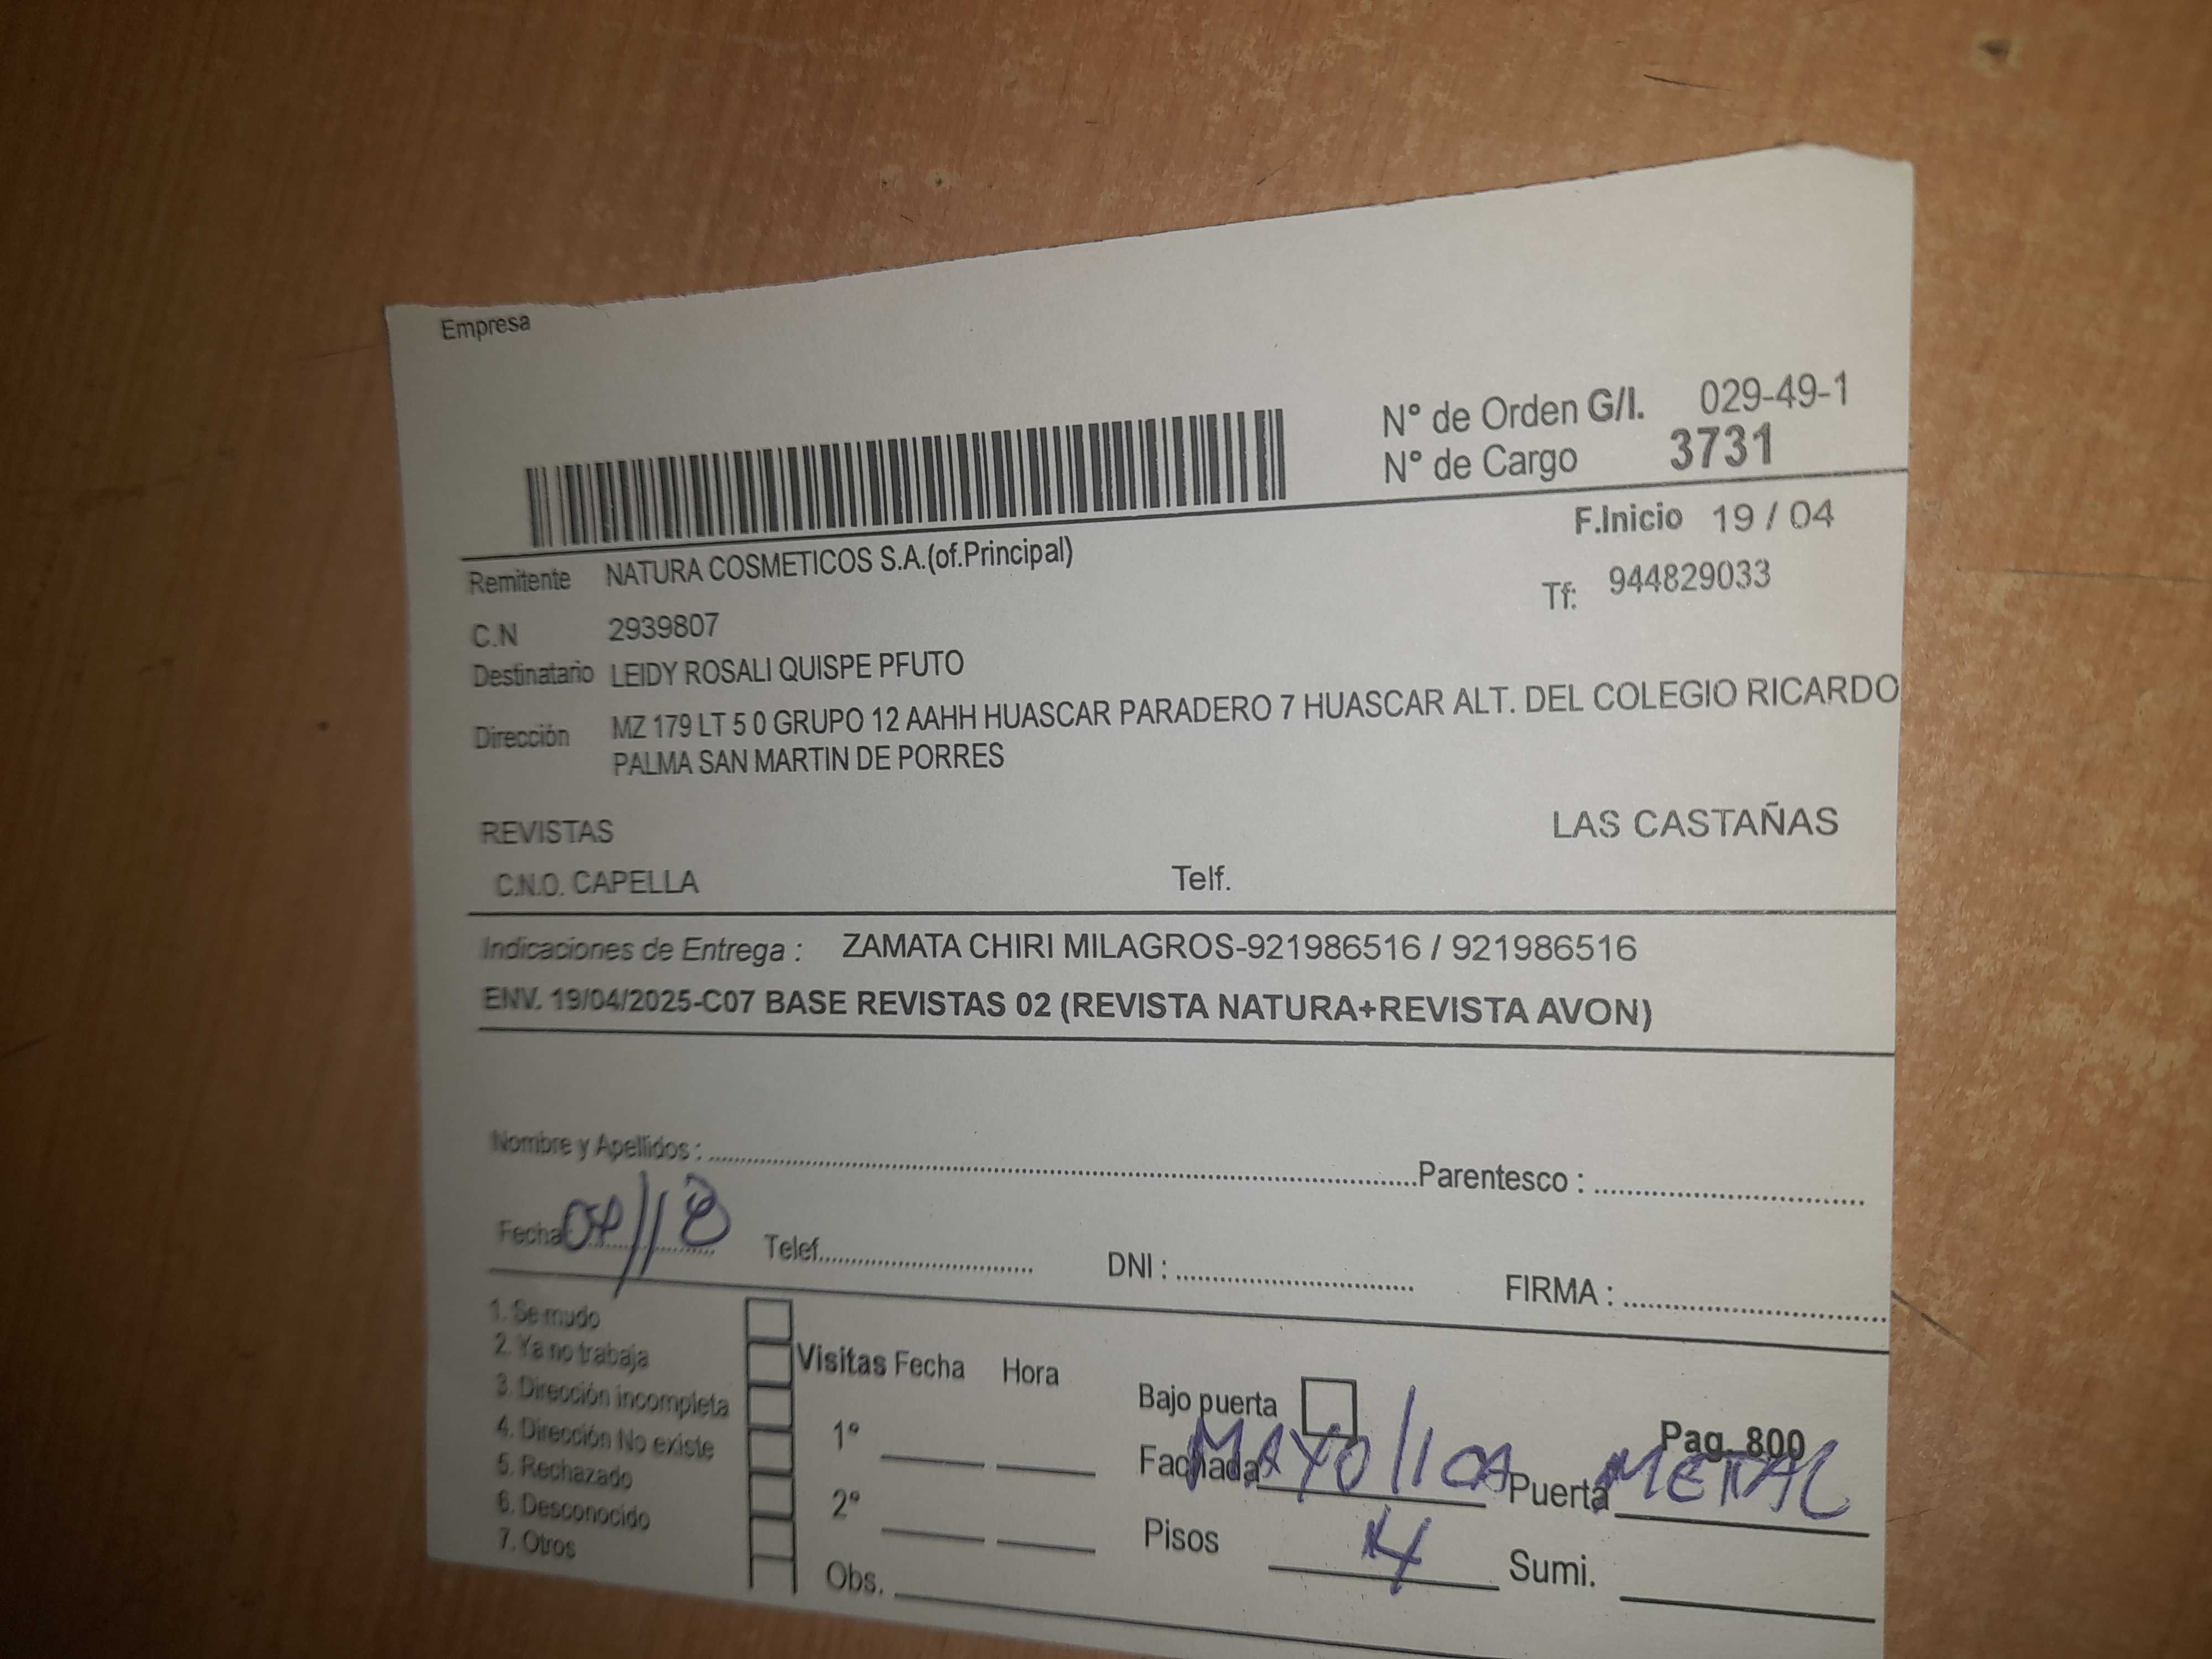 Empresa
N° de Orden G/I. 029-49-1
N° de Cargo 3731
F.Inicio 19 / 04
Remitente NATURA COSMETICOS S.A.(of.Principal)
Tf: 944829033
C.N 2939807
Destinatario LEIDY ROSALI QUISPE PFUTO
Dirección MZ 179 LT 5 0 GRUPO 12 AAHH HUASCAR PARADERO 7 HUASCAR ALT. DEL COLEGIO RICARDO
PALMA SAN MARTIN DE PORRES
REVISTAS LAS CASTAÑAS
C.N.O. CAPELLA Telf.
Indicaciones de Entrega : ZAMATA CHIRI MILAGROS-921986516 / 921986516
ENV. 19/04/2025-C07 BASE REVISTAS 02 (REVISTA NATURA+REVISTA AVON)
Nombre y Apellidos : Parentesco :
Fecha Telef. DNI : FIRMA :
1. Se mudo
2. Ya no trabaja
3. Dirección incompleta
4. Dirección No existe
5. Rechazado
6. Desconocido
7. Otros
Visitas Fecha Hora
1°
2°
Obs.
Bajo puerta
Pag. 800
Fachada MAYOlicA Puerta METAL
Pisos 4 Sumi.